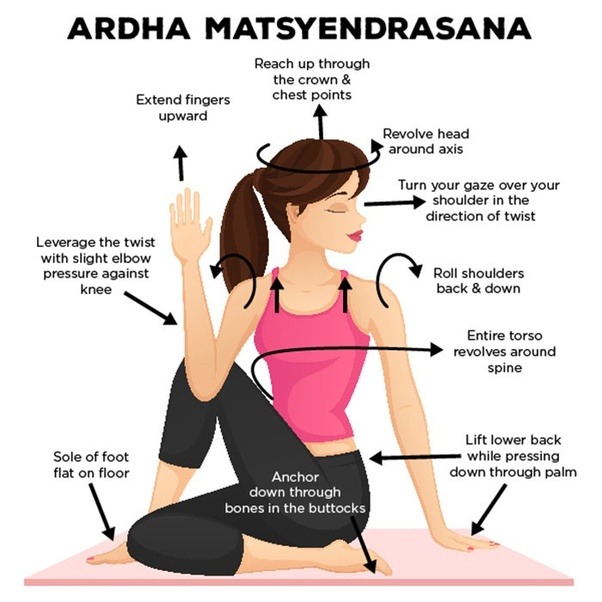 ARDHA MATSYENDRASANA
Reach up through
the crown &
chest points
Extend fingers
upward
Revolve head
around axis
Turn your gaze over your
shoulder in the
direction of twist
Leverage the twist
with slight elbow
pressure against
knee
Roll shoulders
back & down
Entire torso
revolves around
spine
Sole of foot
flat on floor
Anchor
down through
bones in the buttocks
Lift lower back
while pressing
down through palm